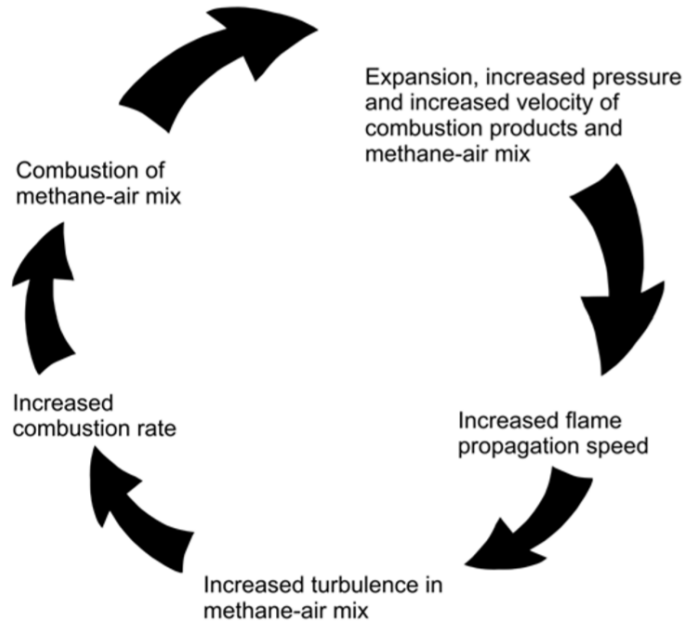 Expansion, increased pressure
and increased velocity of
combustion products and
methane-air mix
Increased flame
propagation speed
Increased turbulence in
methane-air mix
Increased
combustion rate
Combustion of
methane-air mix